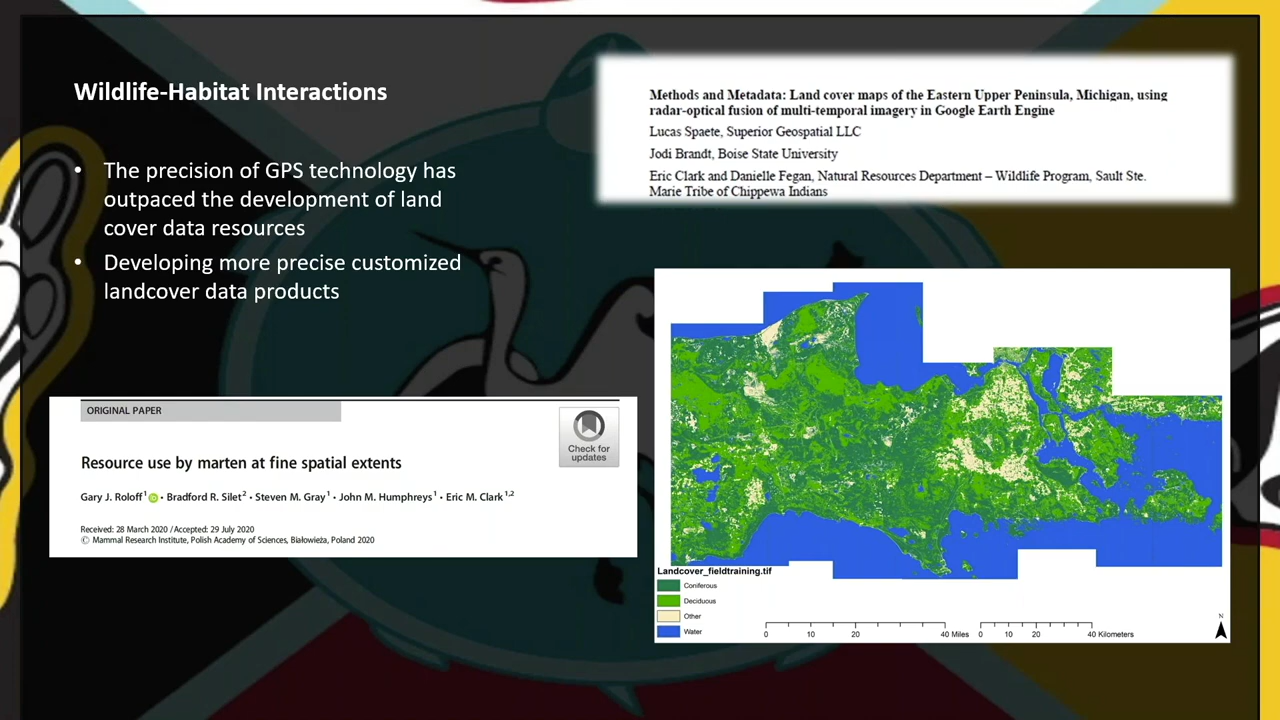 Wildlife-Habitat Interactions
• The precision of GPS technology has
outpaced the development of land
cover data resources
• Developing more precise customized
landcover data products
Methods and Metadata: Land cover maps of the Eastern Upper Peninsula, Michigan, using
radar-optical fusion of multi-temporal imagery in Google Earth Engine
Lucas Spaete, Superior Geospatial LLC
Jodi Brandt, Boise State University
Eric Clark and Danielle Fegan, Natural Resources Department – Wildlife Program, Sault Ste.
Marie Tribe of Chippewa Indians
ORIGINAL PAPER
Check for
updates
Resource use by marten at fine spatial extents
Gary J. Roloff1 · Bradford R. Silet2 · Steven M. Gray1 · John M. Humphreys1 · Eric M. Clark1,2
Received: 28 March 2020 / Accepted: 29 July 2020
© Mammal Research Institute, Polish Academy of Sciences, Białowieża, Poland 2020
Landcover_fieldtraining.tif
Coniferous
Deciduous
Other
Water
0 10 20 40 Miles
0 10 20 40 Kilometers
N